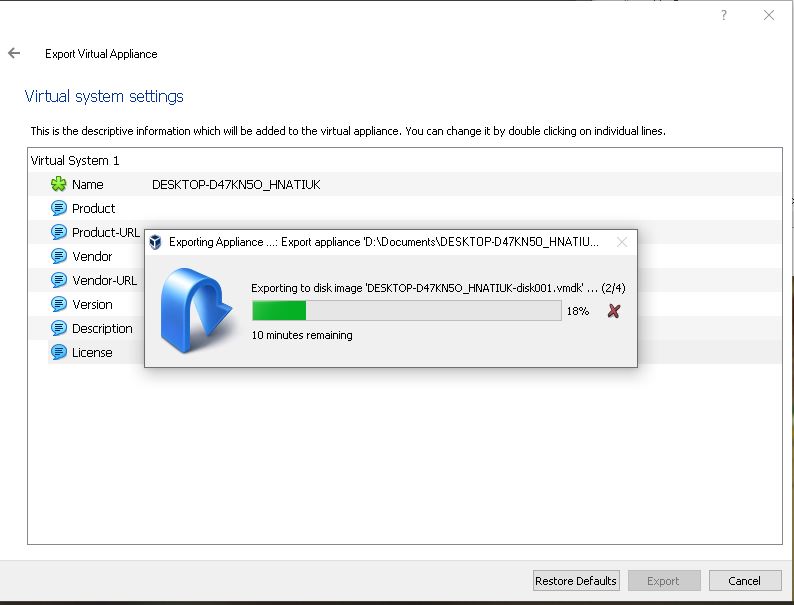 ?
Export Virtual Appliance
Virtual system settings
This is the descriptive information which will be added to the virtual appliance. You can change it by double clicking on individual lines.
Virtual System 1
Name DESKTOP-D47KN5O_HNATIUK
Product
Product-URL
Vendor
Vendor-URL
Version
Description
License
Exporting Appliance ...: Export appliance 'D:\Documents\DESKTOP-D47KN5O_HNATIU...
Exporting to disk image 'DESKTOP-D47KN5O_HNATIUK-disk001.vmdk' ... (2/4)
18%
10 minutes remaining
Restore Defaults Export Cancel